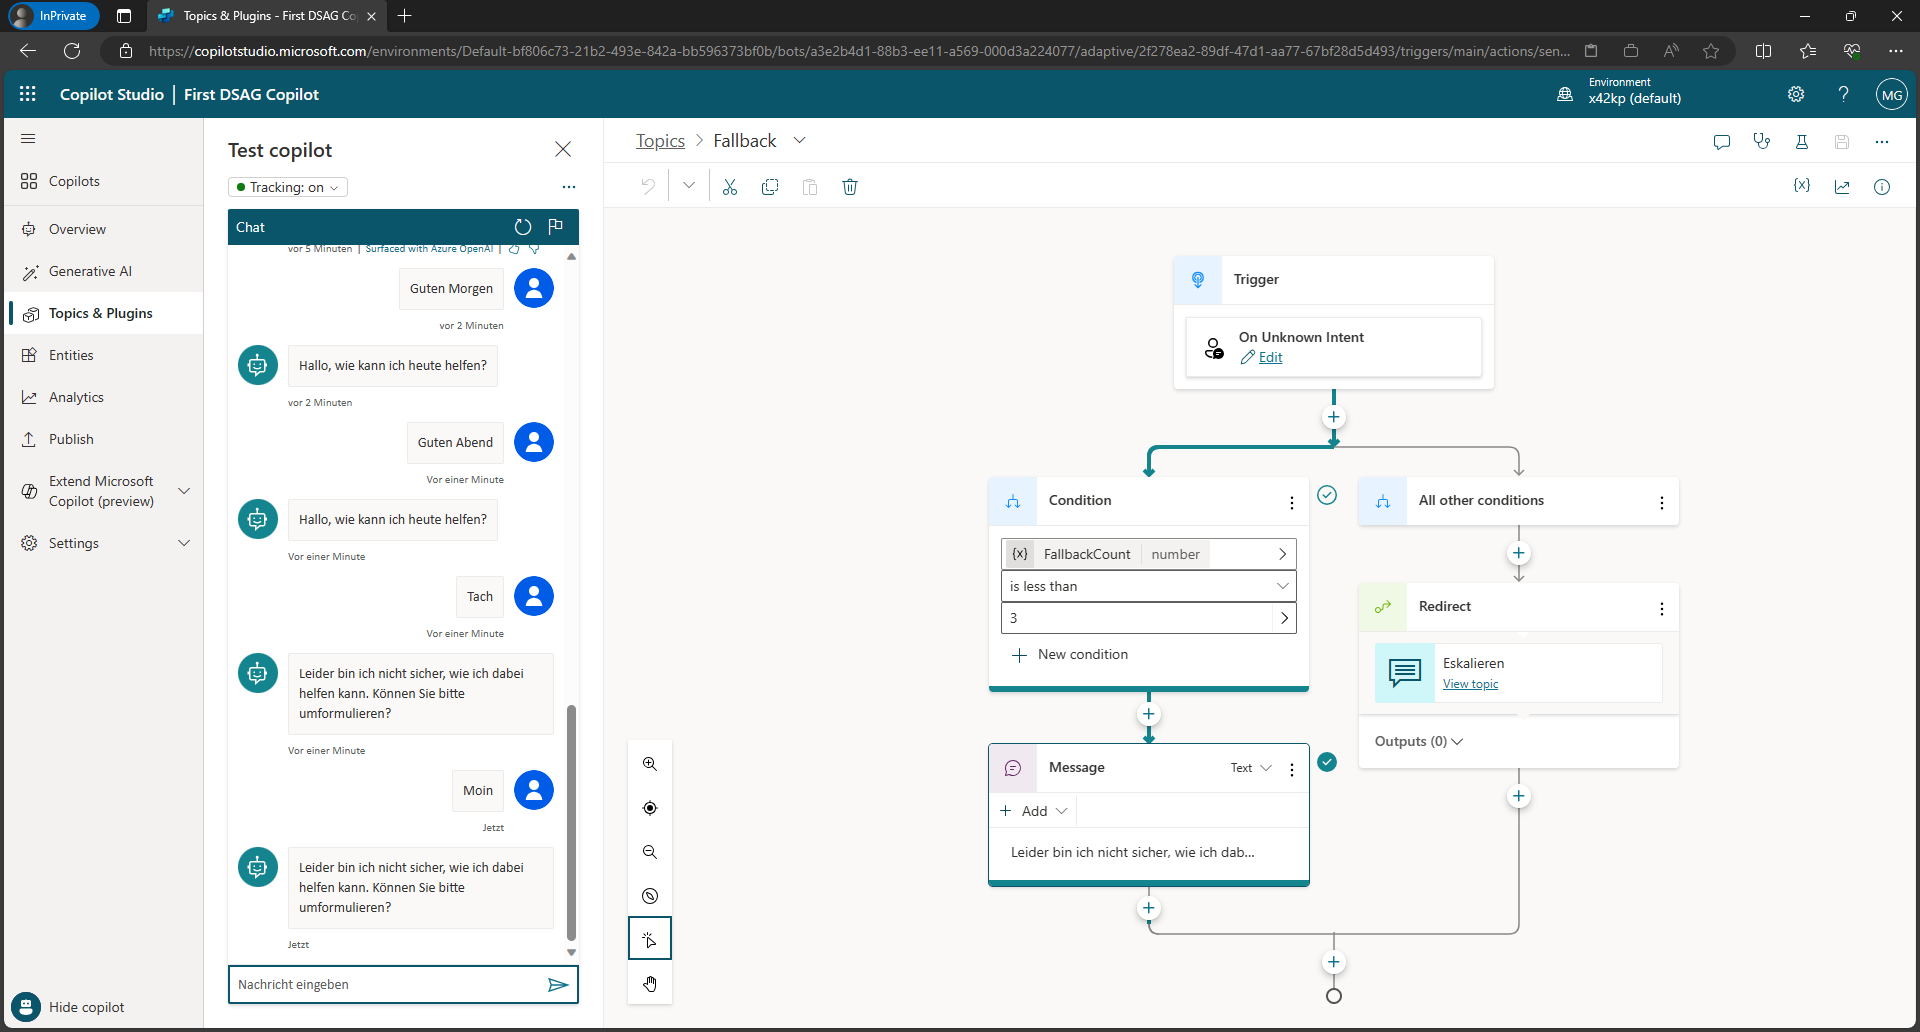 InPrivate
Topics & Plugins - First DSAG Co
https://copilotstudio.microsoft.com/environments/Default-bf806c73-21b2-493e-842a-bb596373bf0b/bots/a3e2b4d1-88b3-ee11-a569-000d3a224077/adaptive/2f278ea2-89df-47d1-aa77-67bf28d5d493/triggers/main/actions/sen...
Copilot Studio | First DSAG Copilot
Environment
x42kp (default)
?
MG
Copilots
Overview
Generative AI
Topics & Plugins
Entities
Analytics
Publish
Extend Microsoft
Copilot (preview)
Settings
Hide copilot
Test copilot
Tracking: on
Chat
vor 5 Minuten | Surfaced with Azure OpenAI |
Guten Morgen
vor 2 Minuten
Hallo, wie kann ich heute helfen?
vor 2 Minuten
Guten Abend
Vor einer Minute
Hallo, wie kann ich heute helfen?
Vor einer Minute
Tach
Vor einer Minute
Leider bin ich nicht sicher, wie ich dabei
helfen kann. Können Sie bitte
umformulieren?
Vor einer Minute
Moin
Jetzt
Leider bin ich nicht sicher, wie ich dabei
helfen kann. Können Sie bitte
umformulieren?
Jetzt
Nachricht eingeben
Topics > Fallback
{x}
Trigger
On Unknown Intent
Edit
Condition
{x} FallbackCount number
is less than
3
New condition
Message
Text
Add
Leider bin ich nicht sicher, wie ich dab...
All other conditions
Redirect
Eskalieren
View topic
Outputs (0)